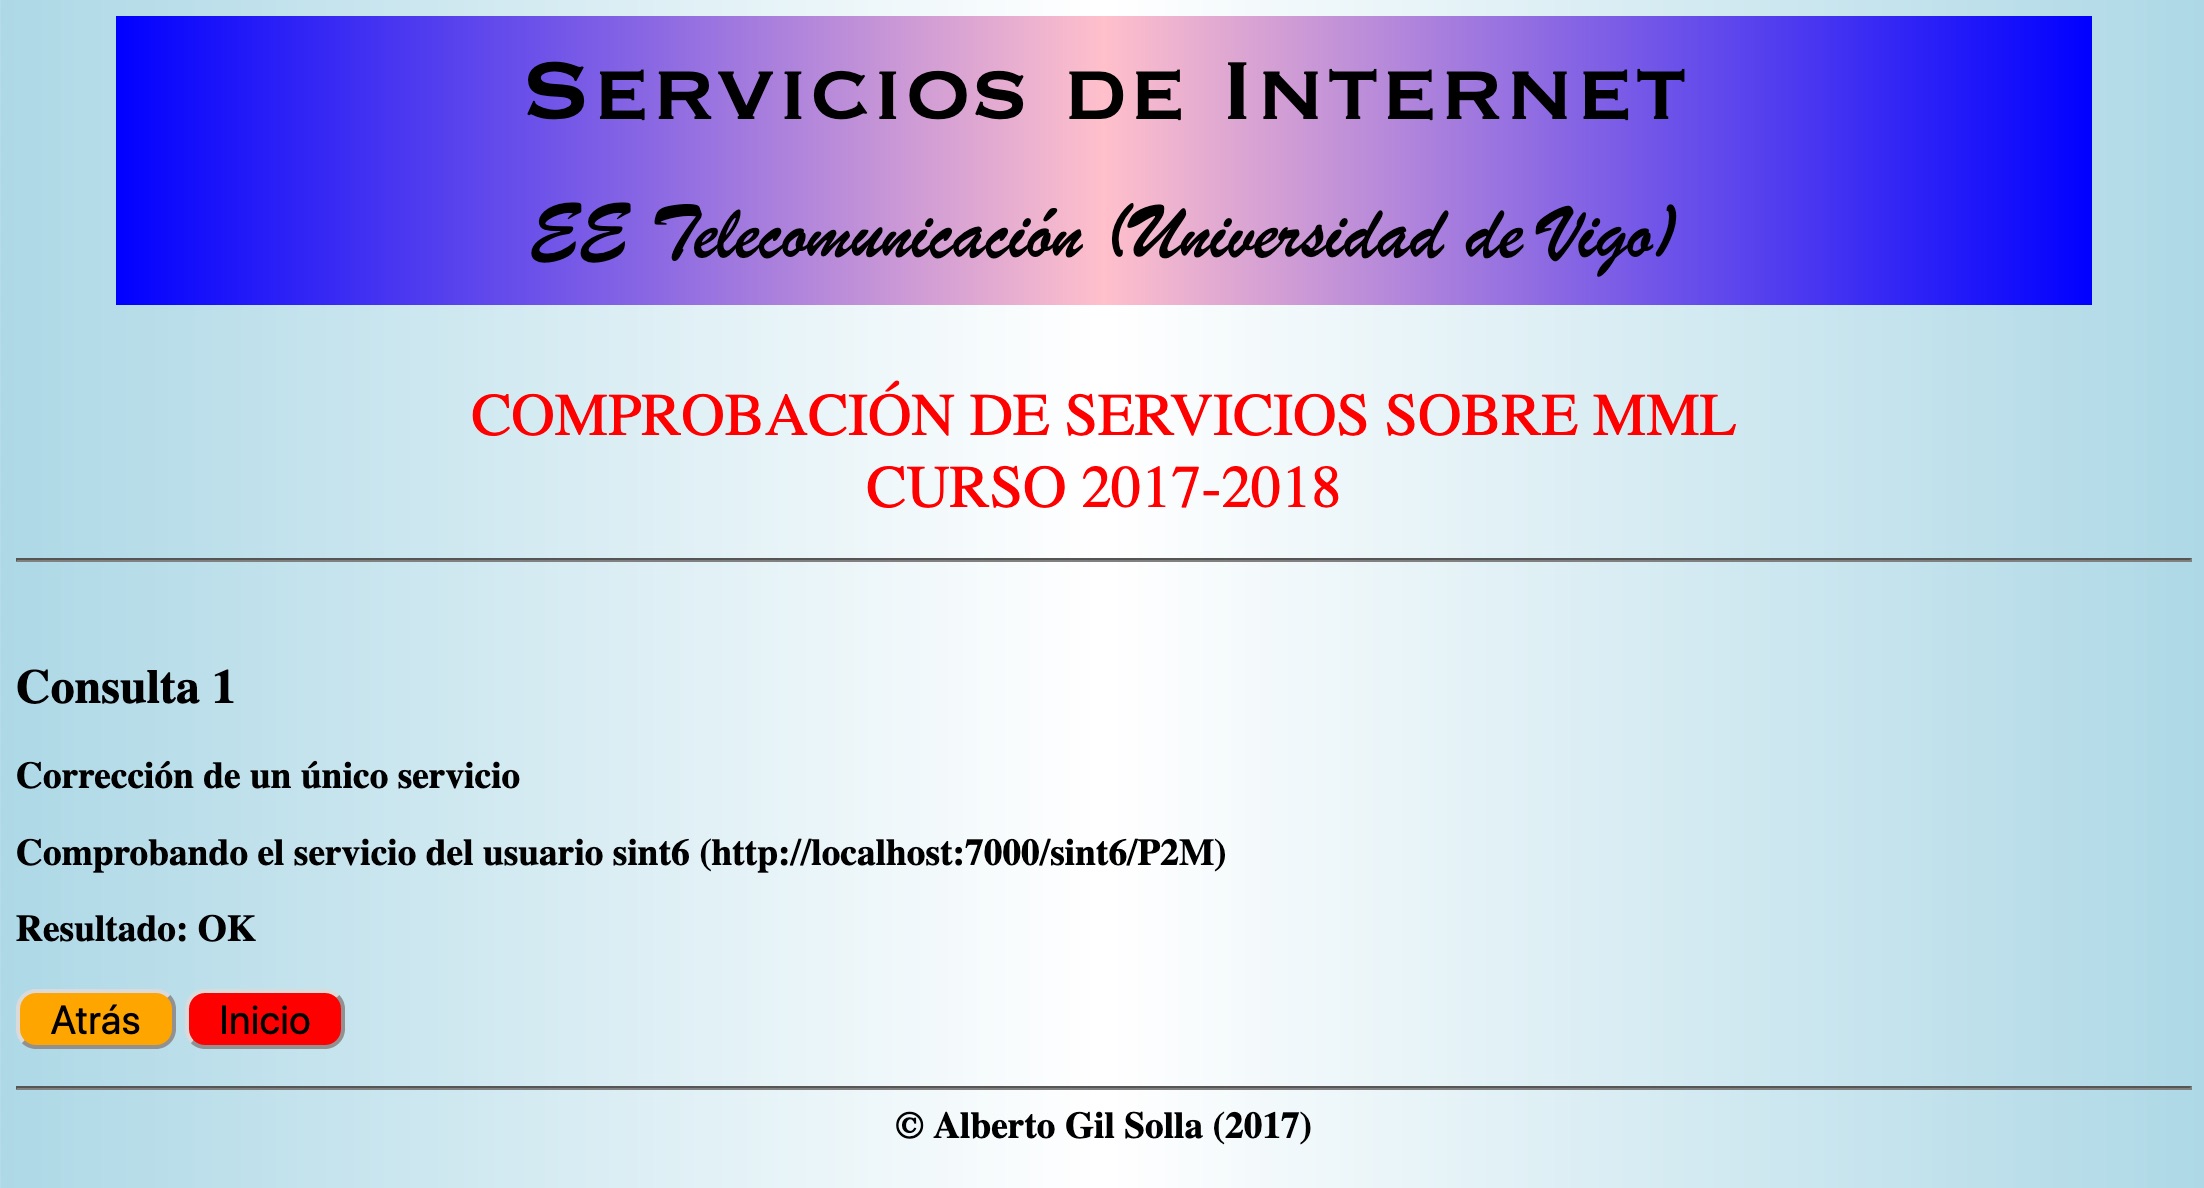 Servicios de Internet
EE Telecomunicación (Universidad de Vigo)
COMPROBACIÓN DE SERVICIOS SOBRE MML
CURSO 2017-2018
Consulta 1
Corrección de un único servicio
Comprobando el servicio del usuario sint6 (http://localhost:7000/sint6/P2M)
Resultado: OK
Atrás Inicio
© Alberto Gil Solla (2017)